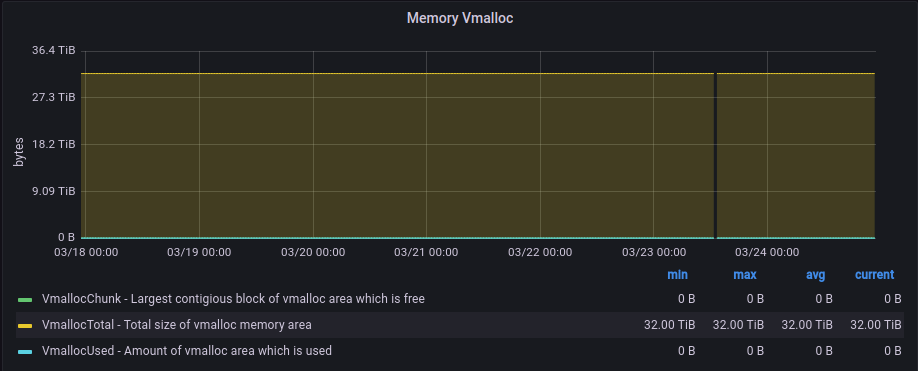 Memory Vmalloc
36.4 TiB
27.3 TiB
18.2 TiB
9.09 TiB
0 B
bytes
03/18 00:00 03/19 00:00 03/20 00:00 03/21 00:00 03/22 00:00 03/23 00:00 03/24 00:00
min max avg current
VmallocChunk - Largest contigious block of vmalloc area which is free 0 B 0 B 0 B 0 B
VmallocTotal - Total size of vmalloc memory area 32.00 TiB 32.00 TiB 32.00 TiB 32.00 TiB
VmallocUsed - Amount of vmalloc area which is used 0 B 0 B 0 B 0 B